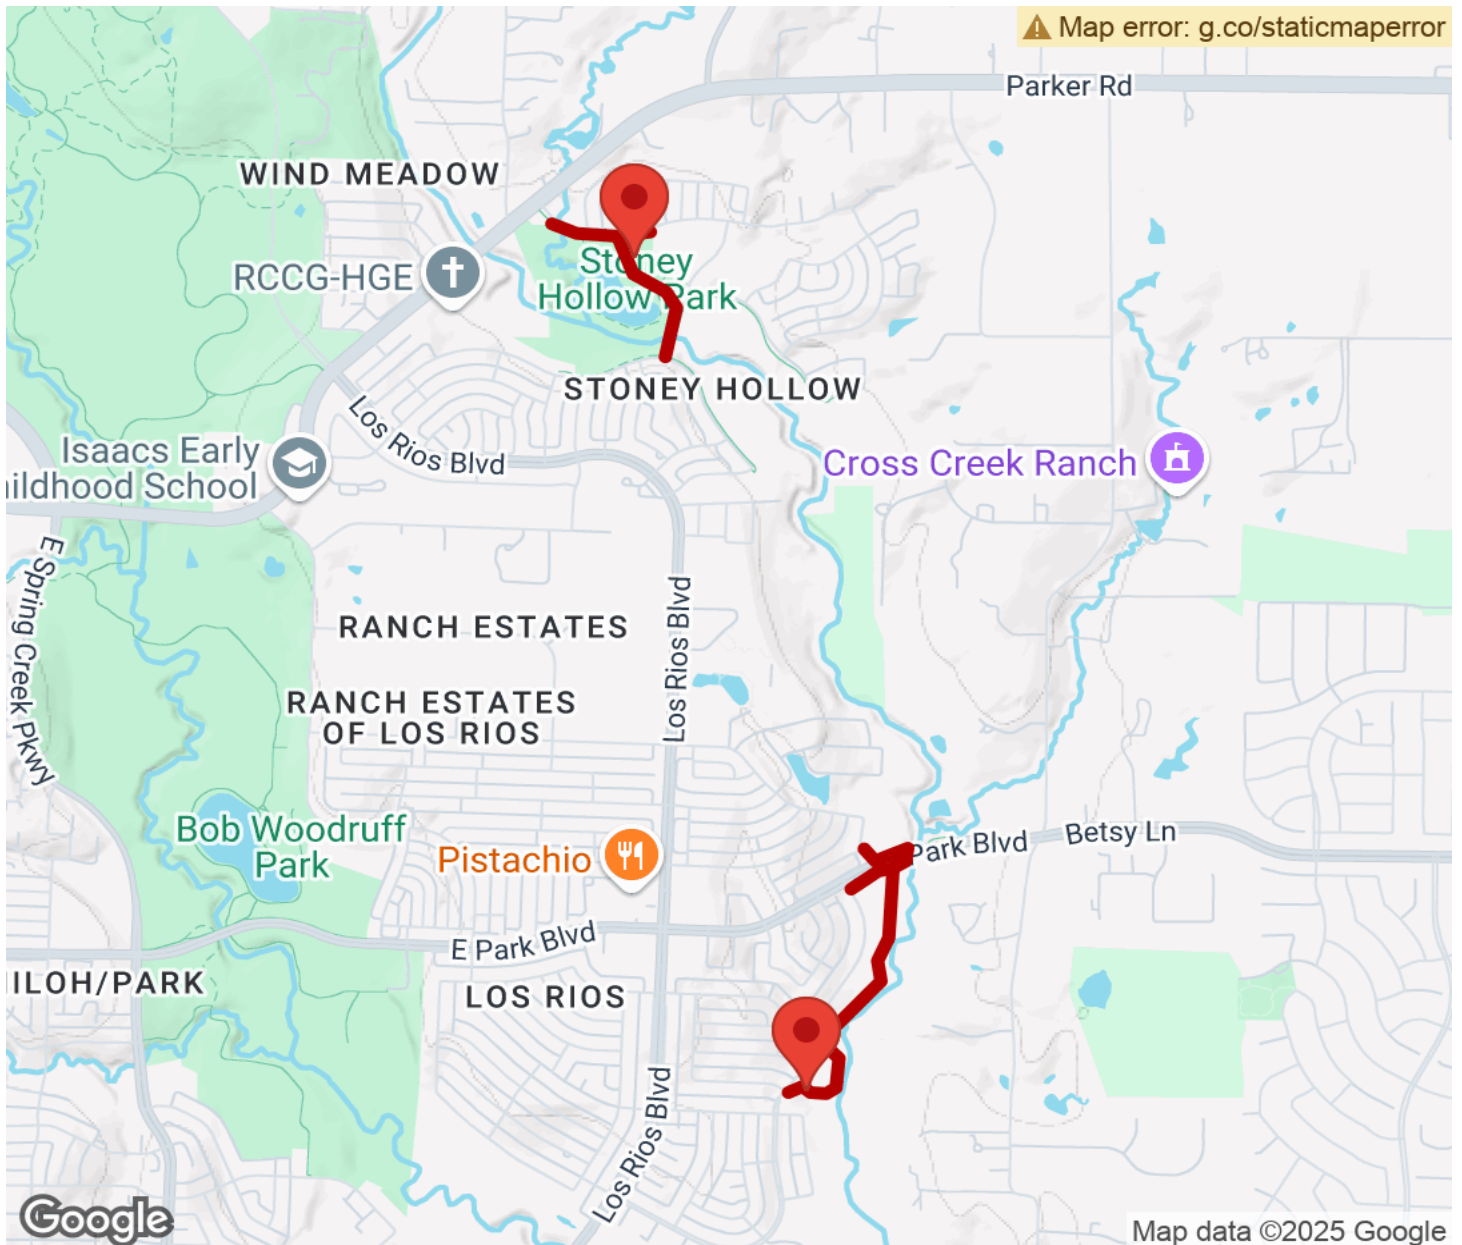 Map error: g.co/staticmaperror
Parker Rd
WIND MEADOW
RCCG-HGE
Stoney
Hollow Park
STONEY HOLLOW
Los Rios Blvd
Isaacs Early
hildhood School
Cross Creek Ranch
E Spring Creek Pkwy
Los Rios Blvd
RANCH ESTATES
RANCH ESTATES
OF LOS RIOS
Bob Woodruff
Park
Pistachio
Park Blvd
Betsy Ln
E Park Blvd
ILOH/PARK
LOS RIOS
Los Rios Blvd
Google
Map data ©2025 Google